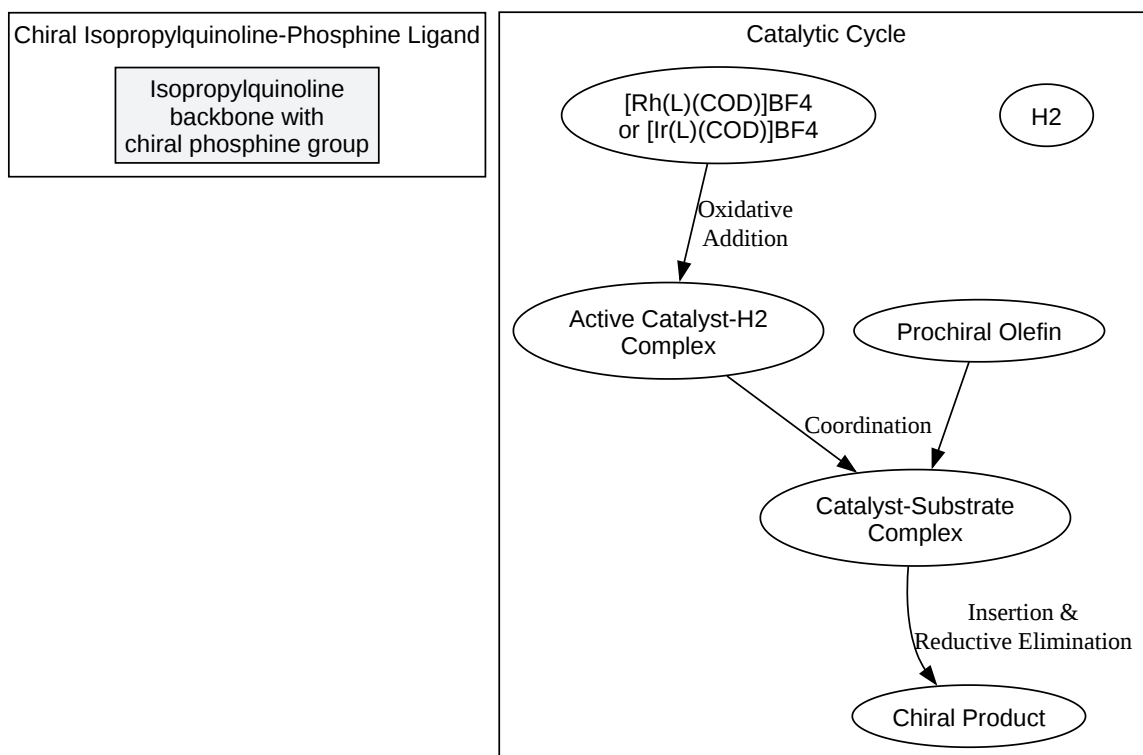 Chiral Isopropylquinoline-Phosphine Ligand
Isopropylquinoline
backbone with
chiral phosphine group
Catalytic Cycle
[Rh(L)(COD)]BF4
or [Ir(L)(COD)]BF4
H2
Oxidative
Addition
Active Catalyst-H2
Complex
Prochiral Olefin
Coordination
Catalyst-Substrate
Complex
Insertion &
Reductive Elimination
Chiral Product